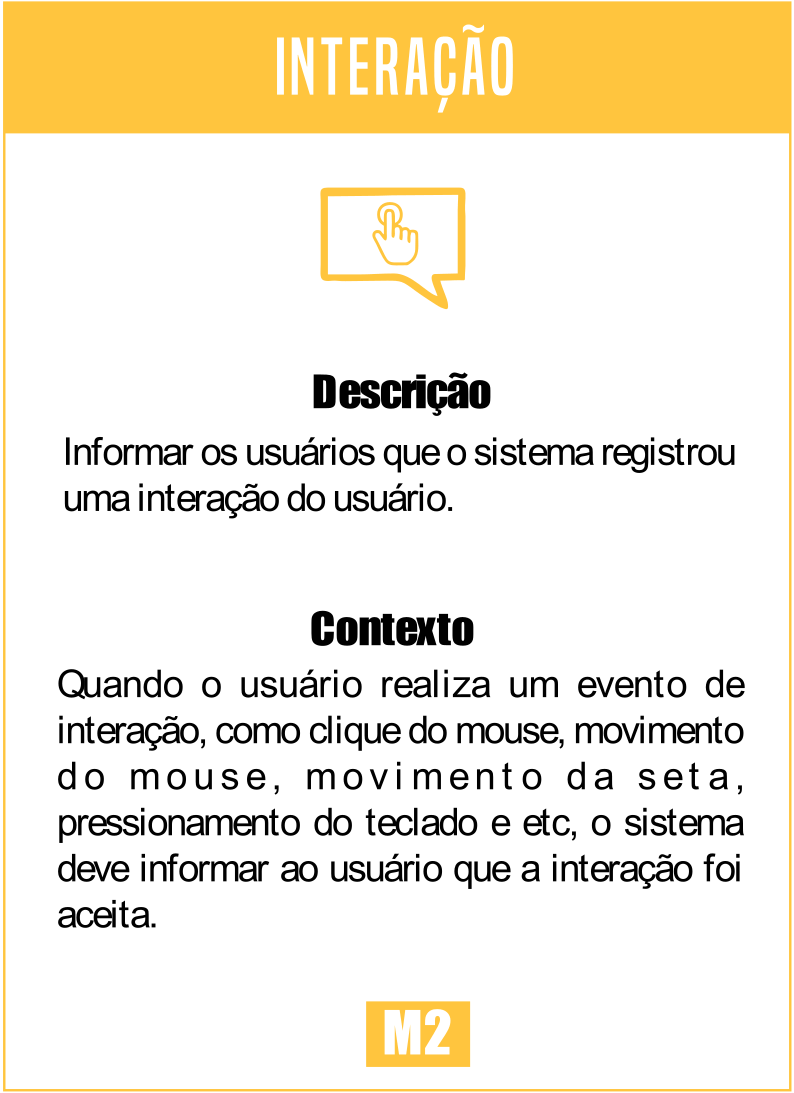 INTERAÇÃO
Descrição
Informar os usuários que o sistema registrou
uma interação do usuário.
Contexto
Quando o usuário realiza um evento de
interação, como clique do mouse, movimento
do mouse, movimento da seta,
pressionamento do teclado e etc, o sistema
deve informar ao usuário que a interação foi
aceita.
M2